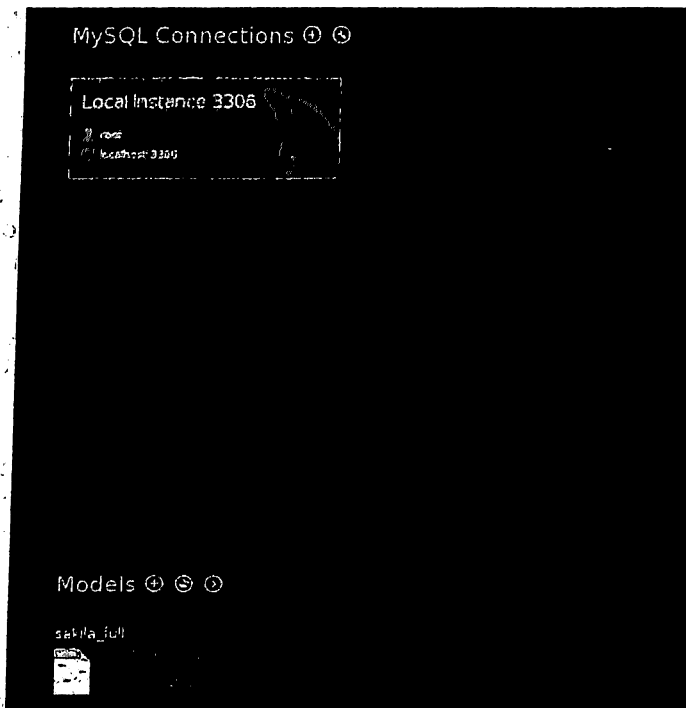 MySQL Connections
Local Instance 3306
root
localhost:3306
Models
sakila_full